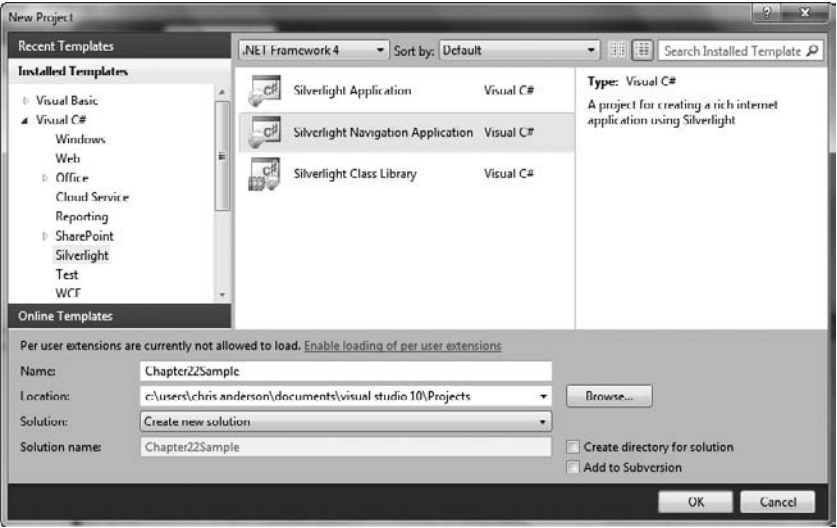 New Project
Recent Templates
Installed Templates
Visual Basic
Visual C#
Windows
Web
Office
Cloud Service
Reporting
SharePoint
Silverlight
Test
WCF
Online Templates
.NET Framework 4
Sort by: Default
Search Installed Template
Silverlight Application Visual C#
Silverlight Navigation Application Visual C#
Silverlight Class Library Visual C#
Type: Visual C#
A project for creating a rich internet
application using Silverlight
Per user extensions are currently not allowed to load. Enable loading of per user extensions
Name: Chapter22Sample
Location: c:\users\chris anderson\documents\visual studio 10\Projects
Browse...
Solution: Create new solution
Solution name: Chapter22Sample
Create directory for solution
Add to Subversion
OK Cancel